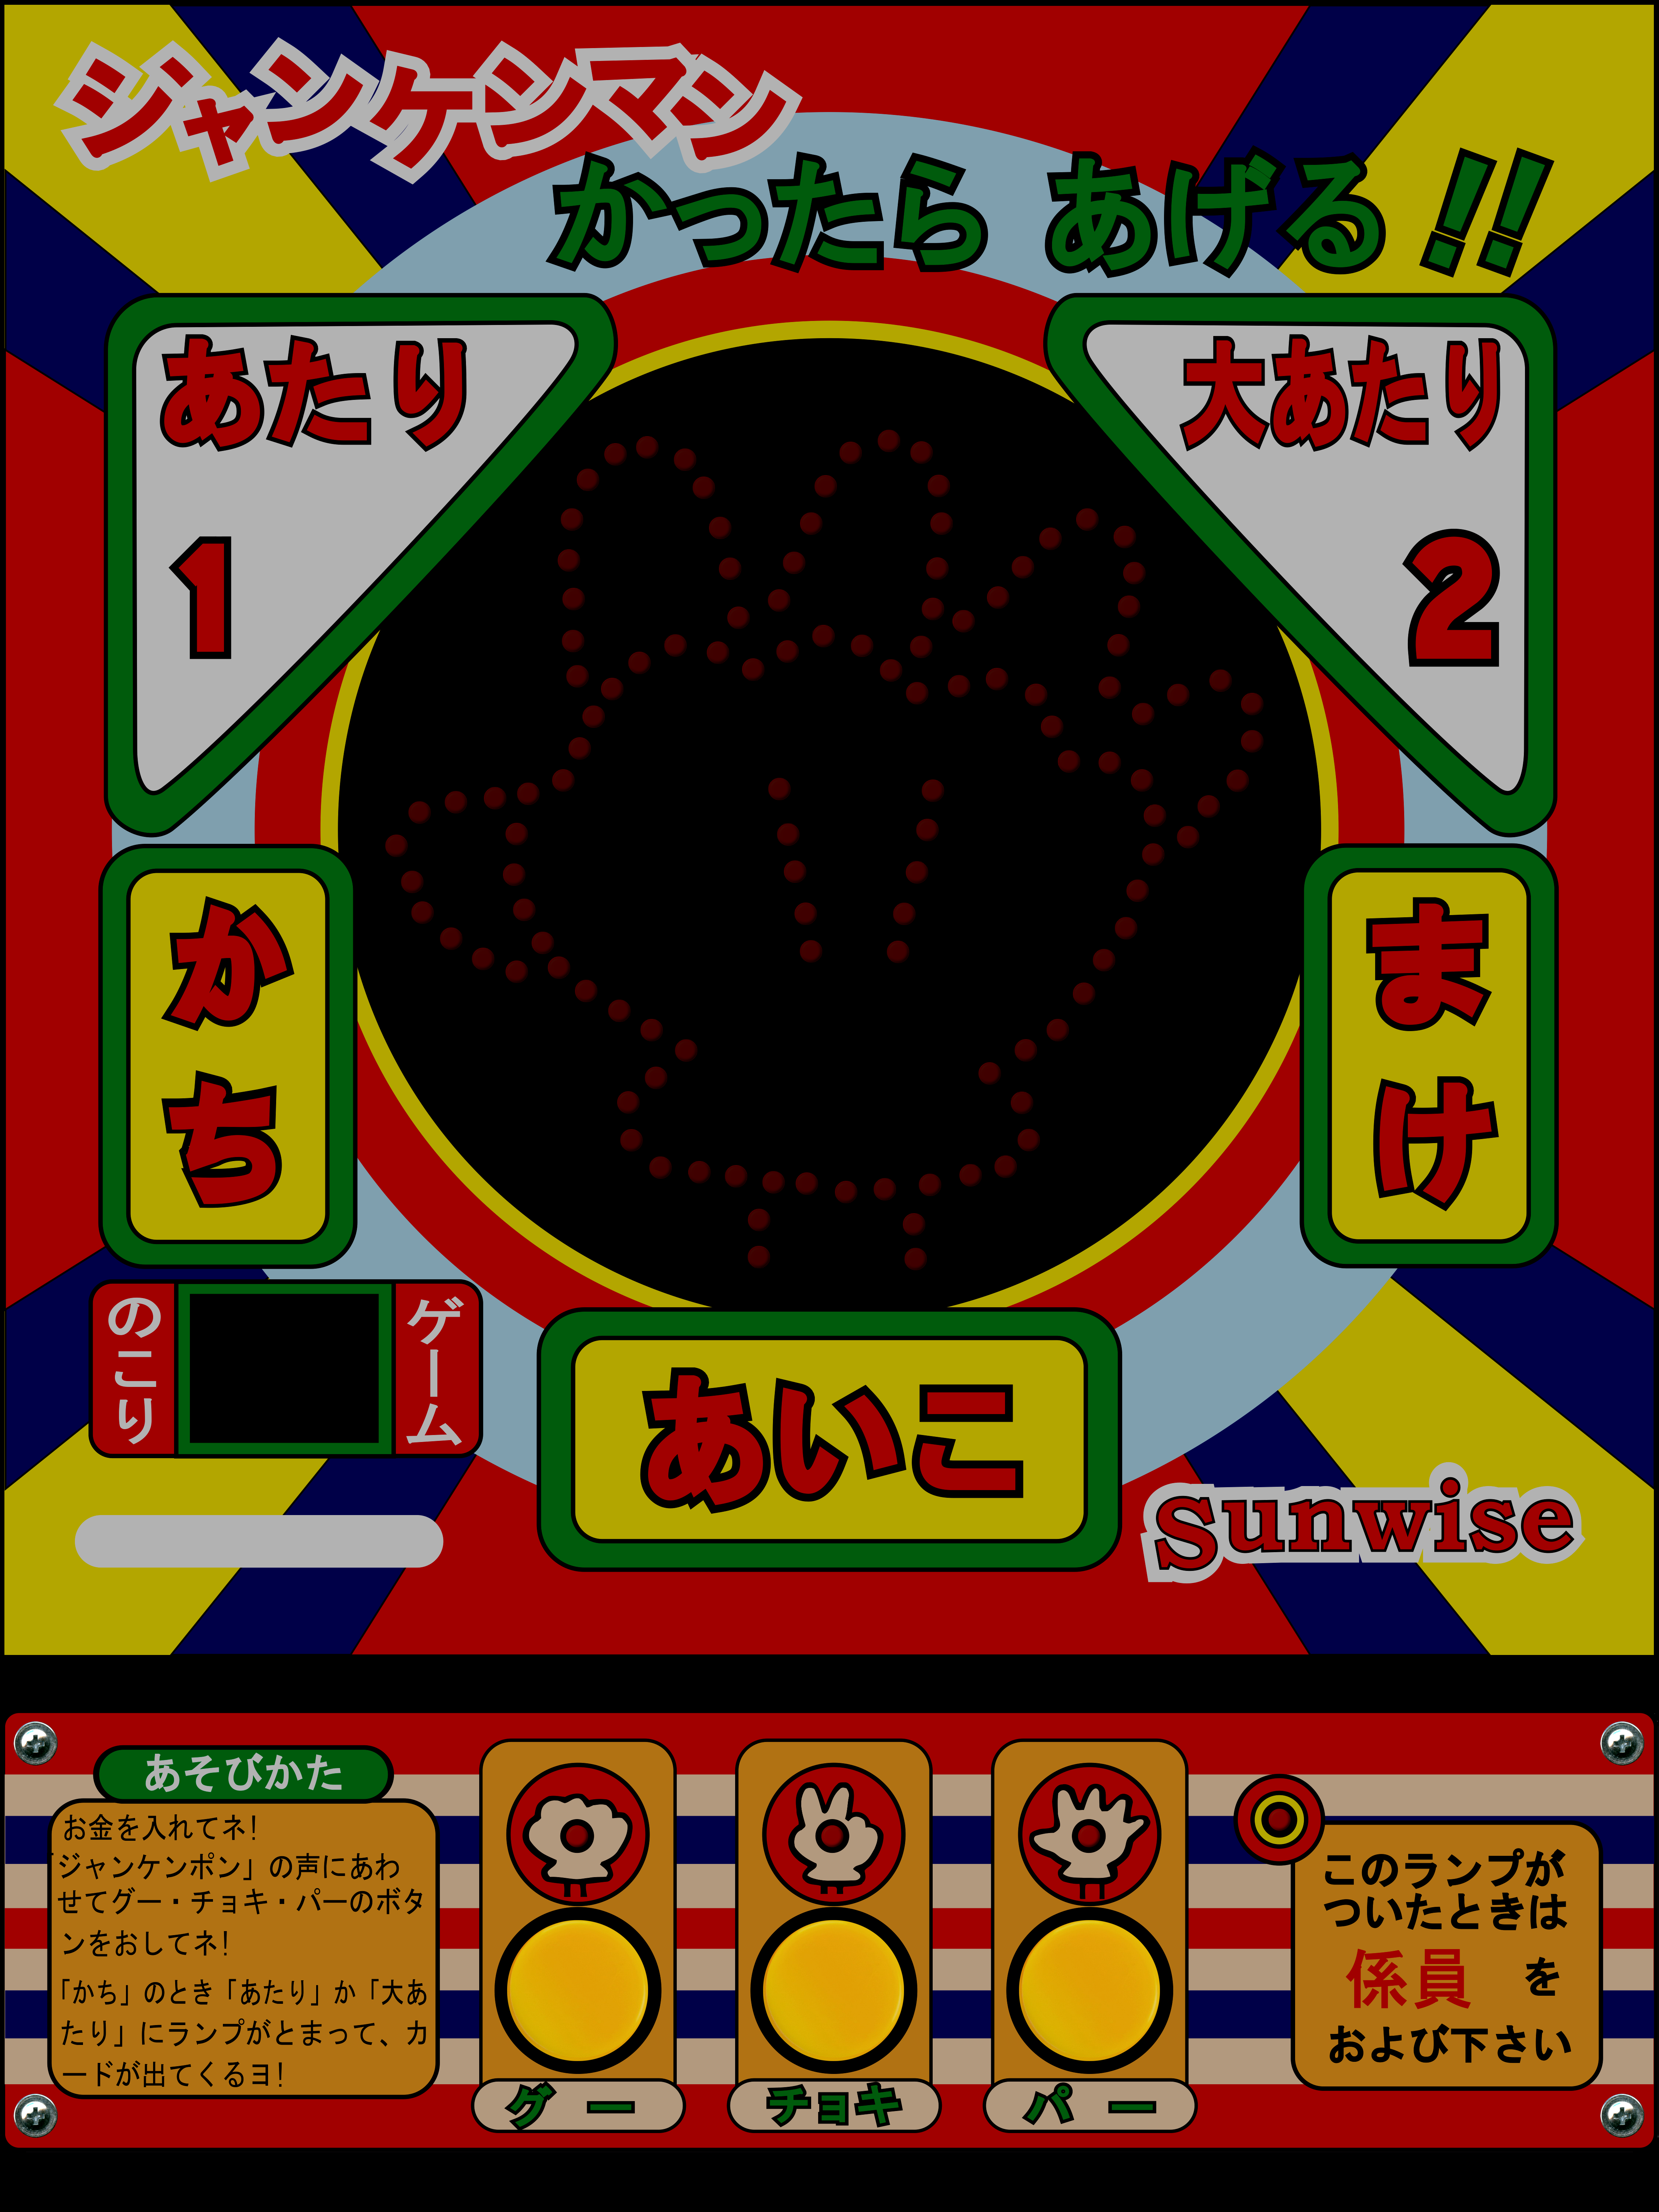 ジャンケンマン
かったら あげる!!
あたり
1
大あたり
2
かち
まけ
のこり
ゲーム
あいこ
Sunwise
あそびかた
お金を入れてネ!
「ジャンケンポン」の声にあわ
せてグー・チョキ・パーのボタ
ンをおしてネ!
「かち」のとき「あたり」か「大あ
たり」にランプがとまって、カ
ードが出てくるヨ!
グー
チョキ
パー
このランプが
ついたときは
係員 を
および下さい